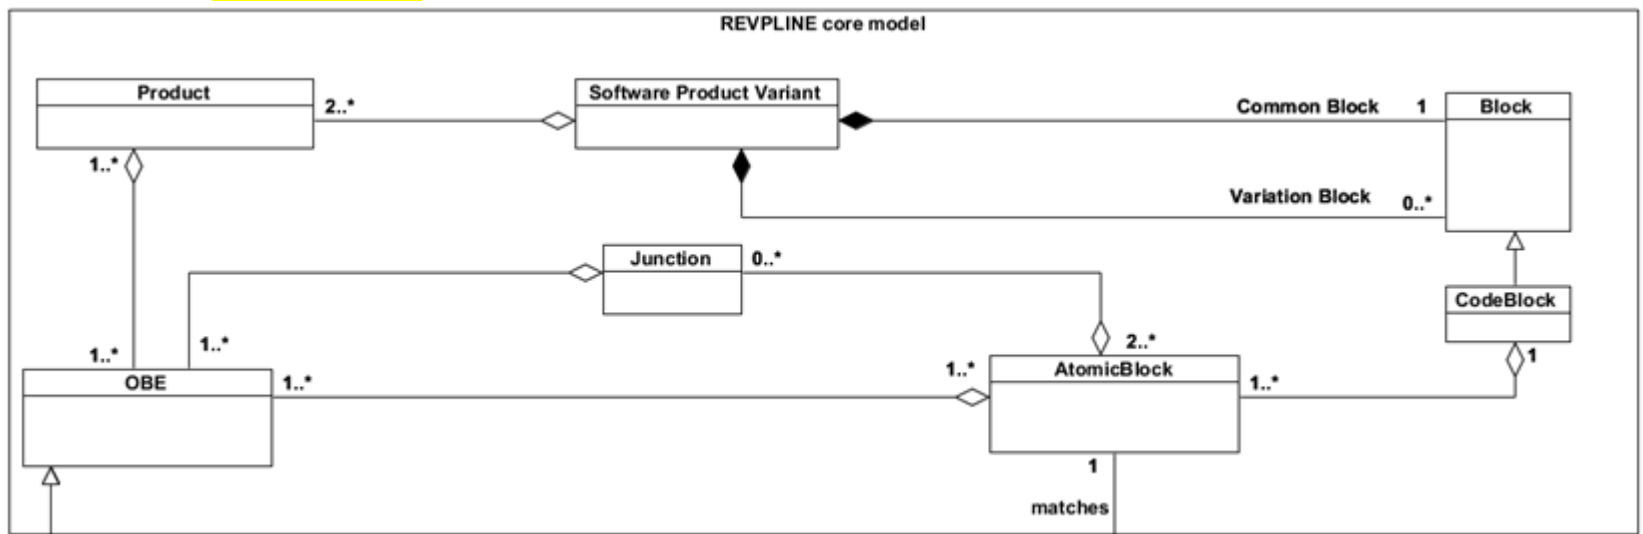 REVPLINE core model
Product
Software Product Variant
2..*
Common Block 1
Block
1..*
Variation Block
0..*
Junction
0..*
CodeBlock
1..*
1..*
2..*
1
OBE
1..*
1..*
AtomicBlock
1..*
1
matches